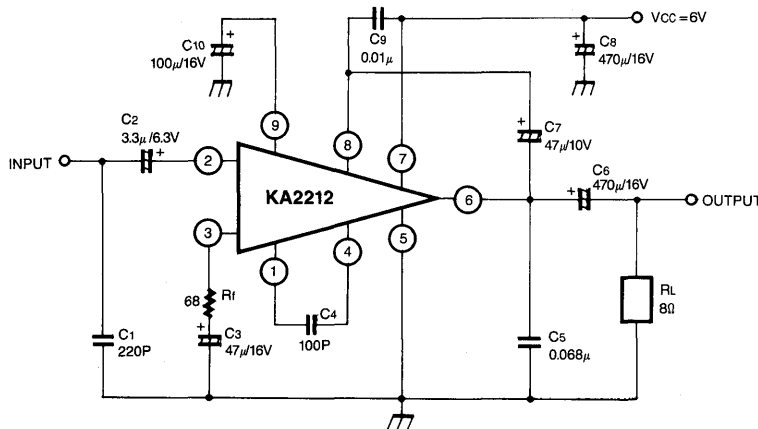 C10
100μ/16V
C9
0.01μ
VCC=6V
C8
470μ/16V
C2
3.3μ/6.3V
9
8
7
C7
47μ/10V
C6
470μ/16V
INPUT
2
KA2212
6
OUTPUT
3
1
4
5
68
Rf
C4
100P
RL
8Ω
C1
220P
C3
47μ/16V
C5
0.068μ